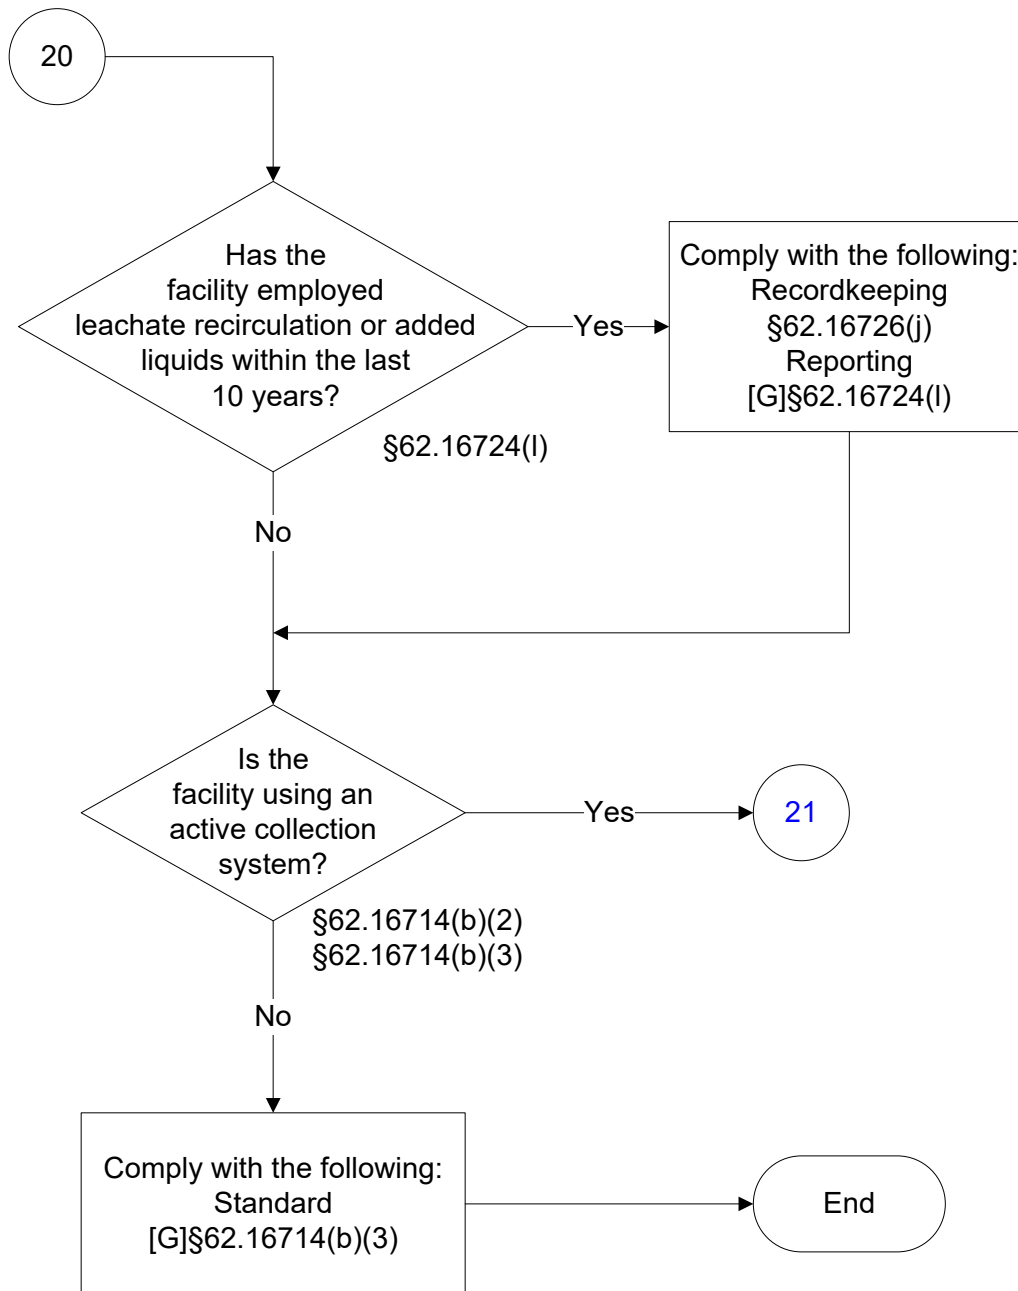 20
Has the
facility employed
leachate recirculation or added
liquids within the last
10 years?
§62.16724(l)
Yes
Comply with the following:
Recordkeeping
§62.16726(j)
Reporting
[G]§62.16724(l)
No
Is the
facility using an
active collection
system?
§62.16714(b)(2)
§62.16714(b)(3)
Yes
21
No
Comply with the following:
Standard
[G]§62.16714(b)(3)
End